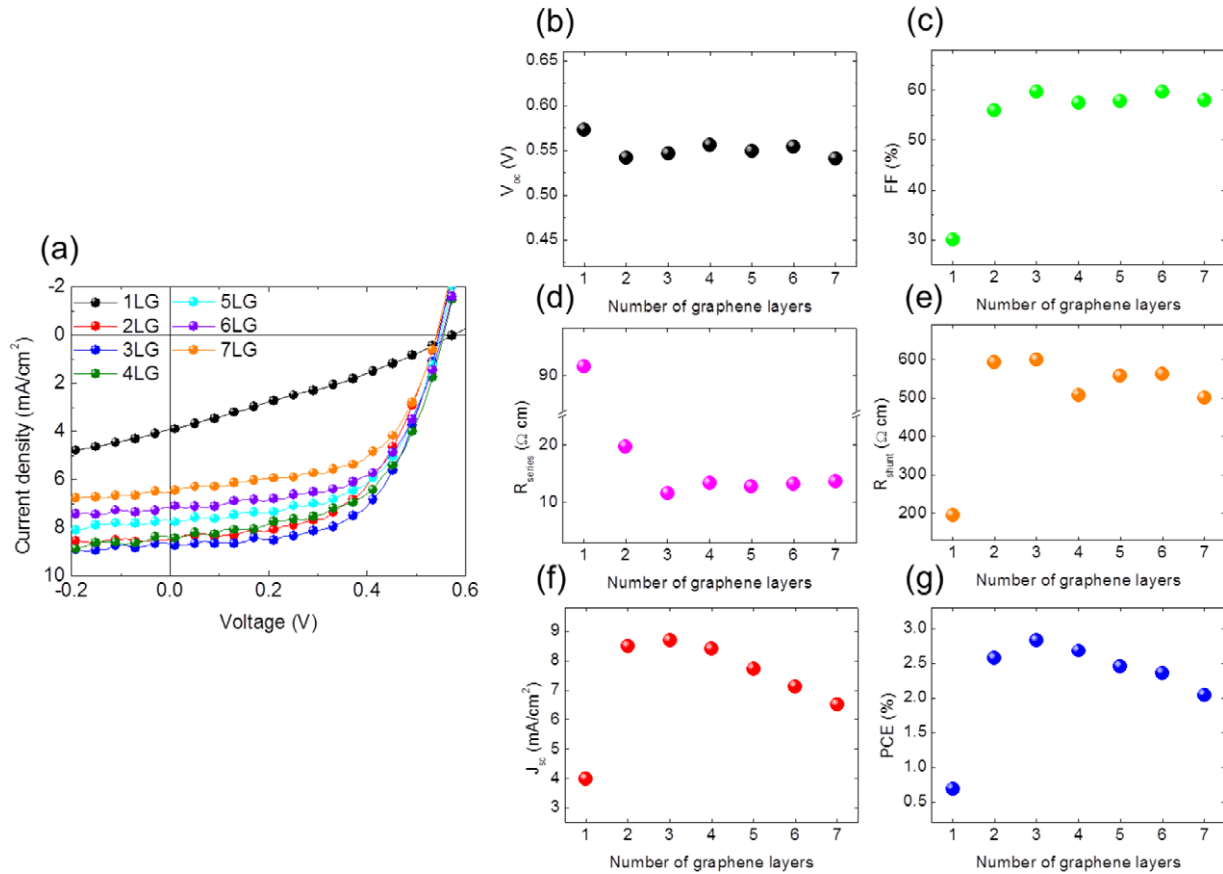 (a)
-2
0
2
4
6
8
10
-0.2
0.0
0.2
0.4
0.6
Current density (mA/cm²)
Voltage (V)
1LG
2LG
3LG
4LG
5LG
6LG
7LG
(b)
0.65
0.60
0.55
0.50
0.45
V_oc (V)
1 2 3 4 5 6 7
Number of graphene layers
(c)
60
50
40
30
FF (%)
1 2 3 4 5 6 7
Number of graphene layers
(d)
90
20
10
R_series (Ω cm)
1 2 3 4 5 6 7
Number of graphene layers
(e)
600
500
400
300
200
R_shunt (Ω cm)
1 2 3 4 5 6 7
Number of graphene layers
(f)
9
8
7
6
5
4
3
J_sc (mA/cm²)
1 2 3 4 5 6 7
Number of graphene layers
(g)
3.0
2.5
2.0
1.5
1.0
0.5
PCE (%)
1 2 3 4 5 6 7
Number of graphene layers